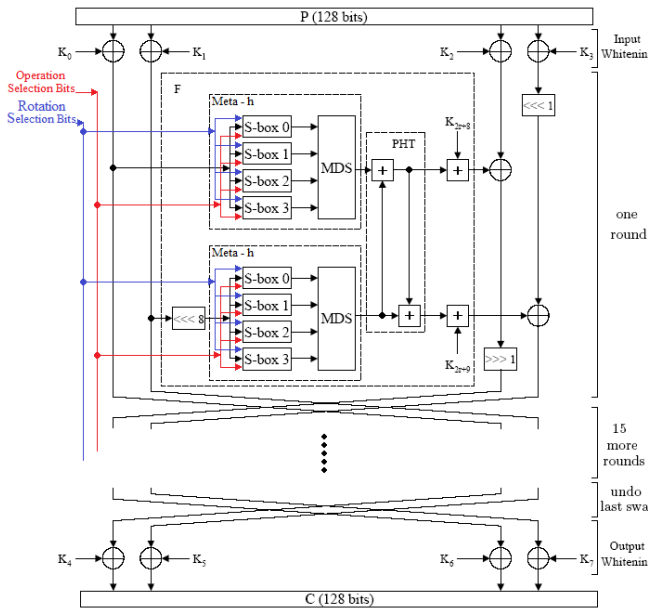 P (128 bits)
K0
K1
K2
K3
Input
Whitenin
Operation
Selection Bits
Rotation
Selection Bits
F
<<< 1
Meta - h
S-box 0
S-box 1
S-box 2
S-box 3
MDS
PHT
K2r+8
+
+
one
round
Meta - h
<<< 8
S-box 0
S-box 1
S-box 2
S-box 3
MDS
+
+
K2r+9
>>> 1
15
more
rounds
undo
last swa
Output
Whitenin
K4
K5
K6
K7
C (128 bits)